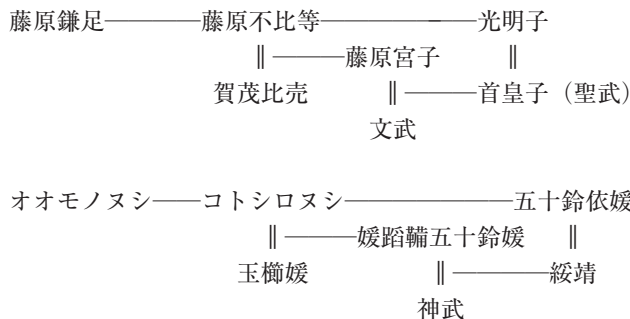 藤原鎌足————藤原不比等———————光明子
‖ ———藤原宮子 ‖
賀茂比売 ‖ ———首皇子（聖武）
文武
オオモノヌシ——コトシロヌシ———————五十鈴依媛
‖ ———媛蹈鞴五十鈴媛 ‖
玉櫛媛 ‖ ————綏靖
神武